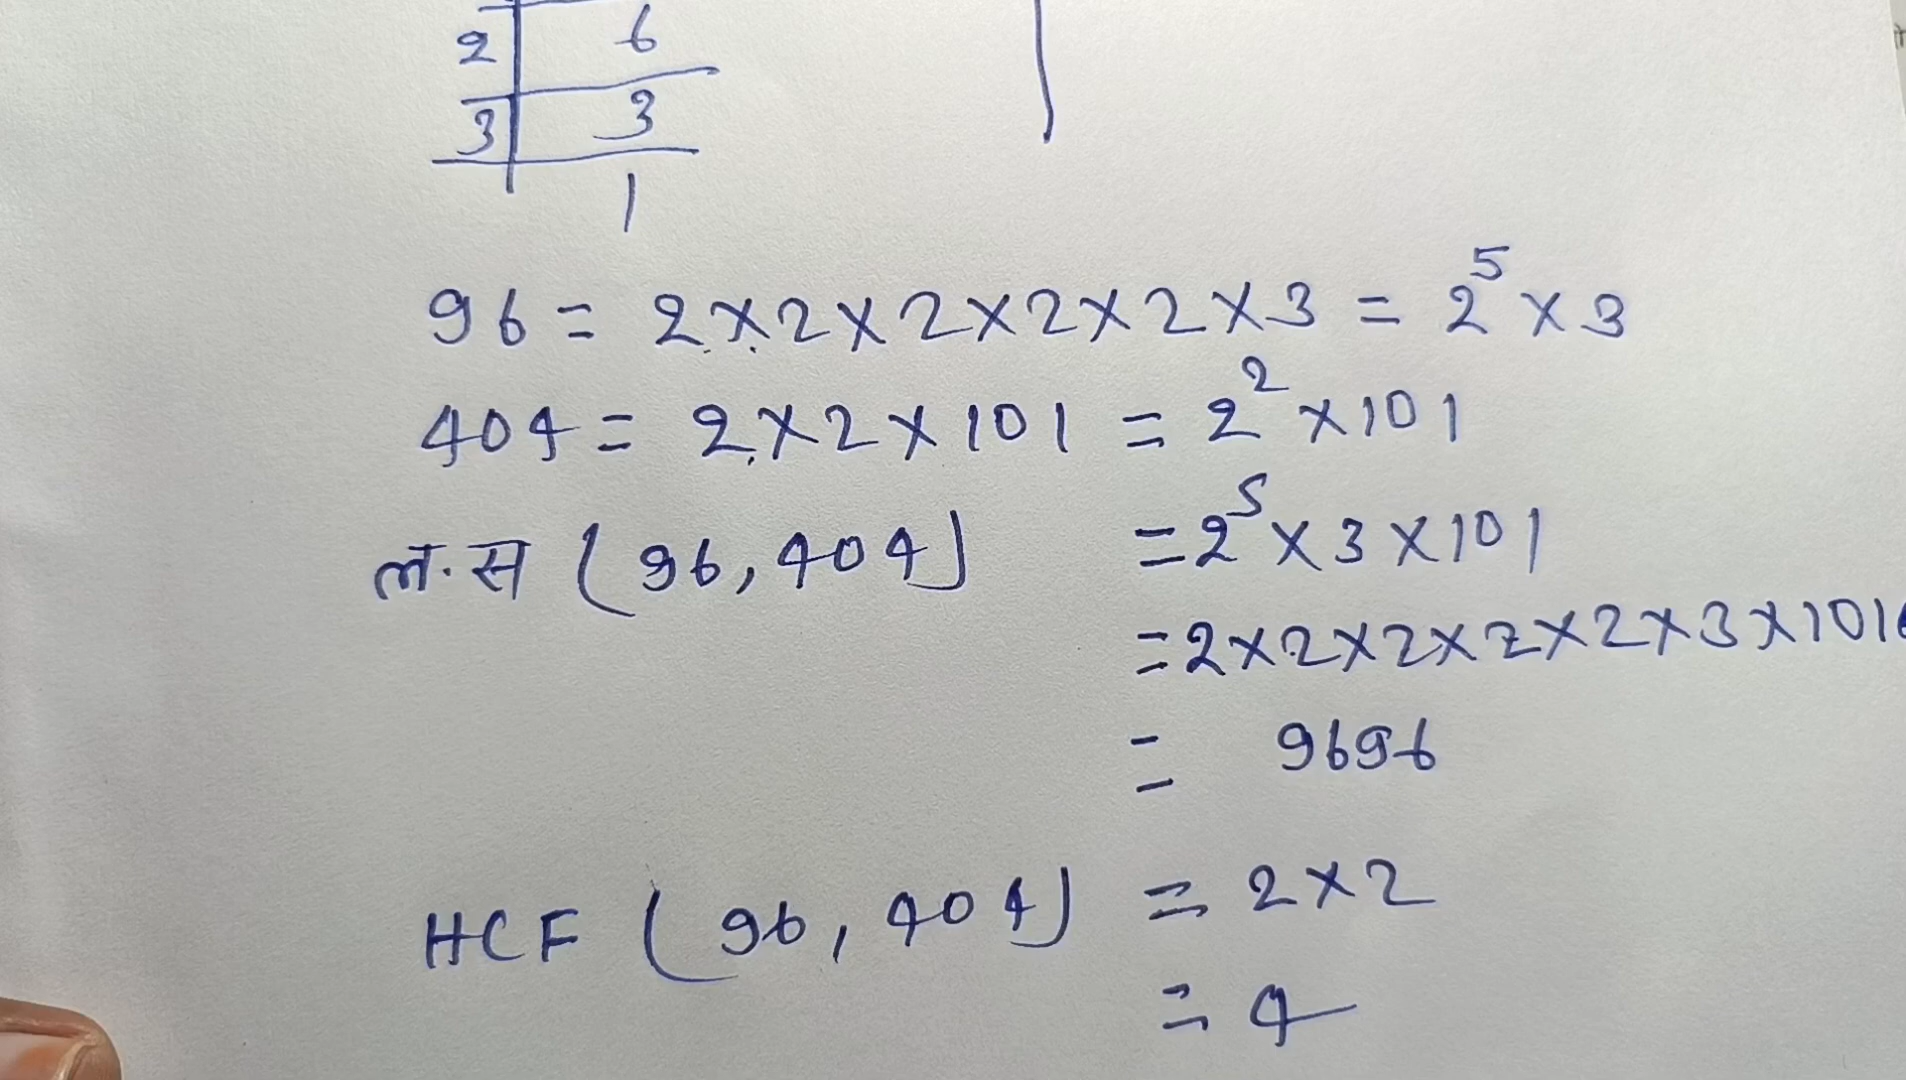 2 | 6
3 | 3
1
96 = 2×2×2×2×2×3 = 2⁵×3
404 = 2×2×101 = 2²×101
ल.स (96,404) = 2⁵×3×101
= 2×2×2×2×2×3×101
= 9696
HCF (96,404) = 2×2
= 4